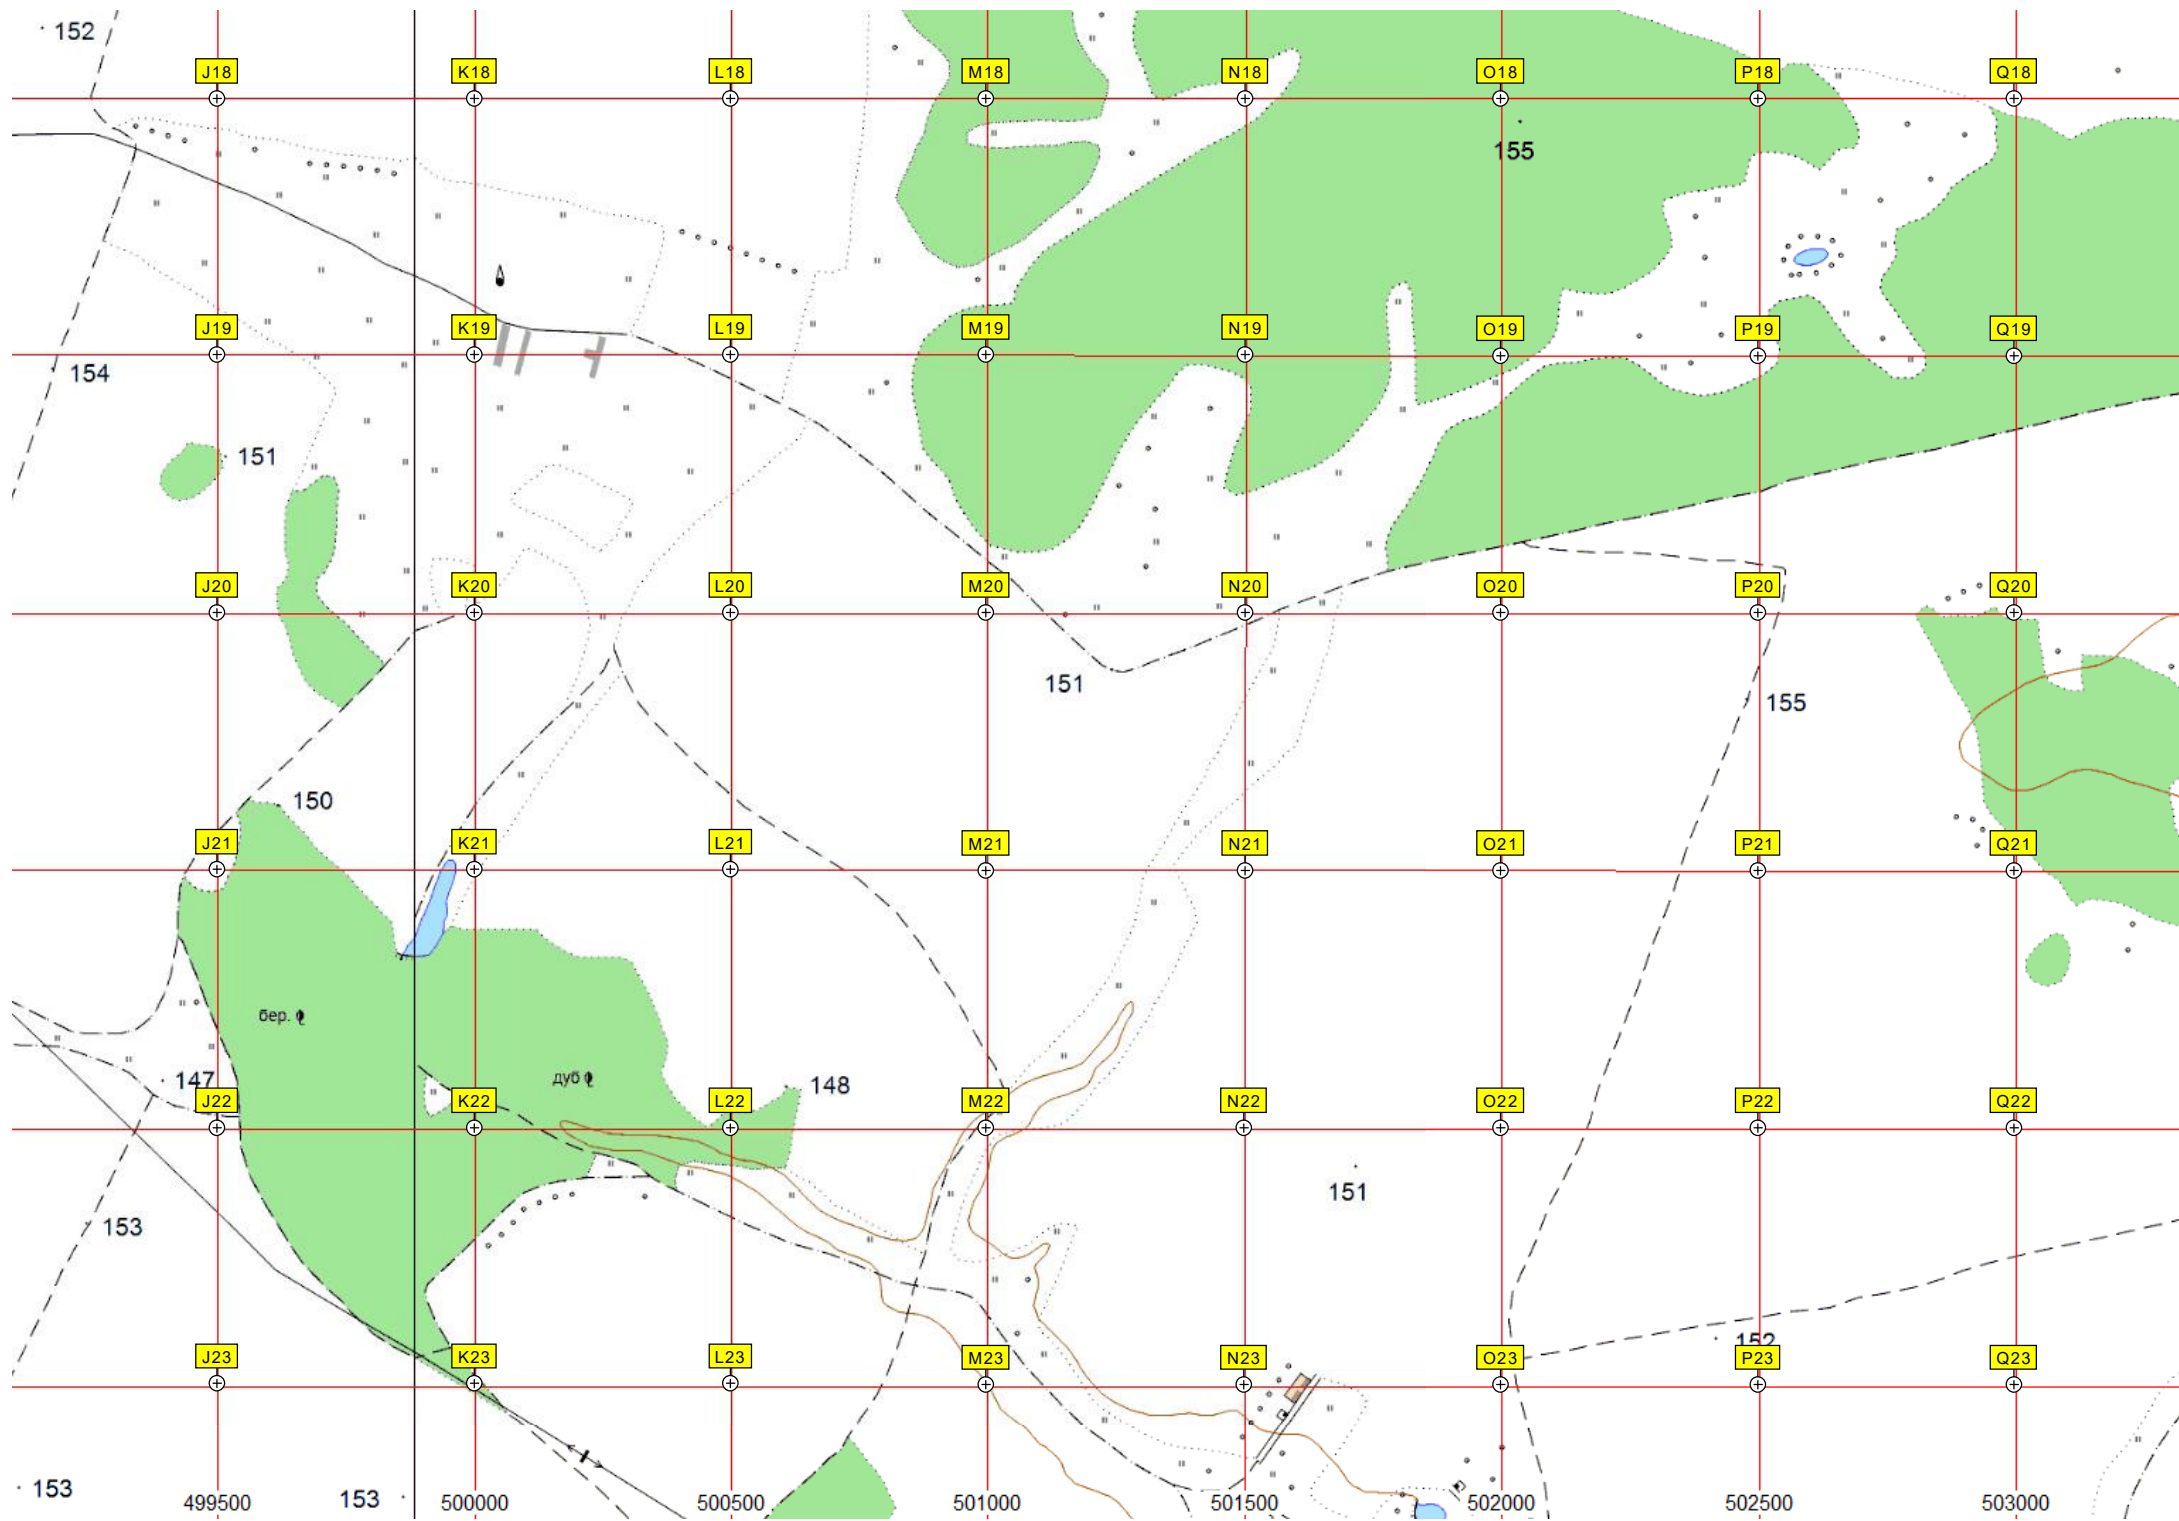 152
J18 K18 L18 M18 N18 O18 P18 Q18
155
J19 K19 L19 M19 N19 O19 P19 Q19
154
151
J20 K20 L20 M20 N20 O20 P20 Q20
151
155
150
J21 K21 L21 M21 N21 O21 P21 Q21
бер.
дуб
147
148
J22 K22 L22 M22 N22 O22 P22 Q22
151
153
152
J23 K23 L23 M23 N23 O23 P23 Q23
153
153
499500 500000 500500 501000 501500 502000 502500 503000